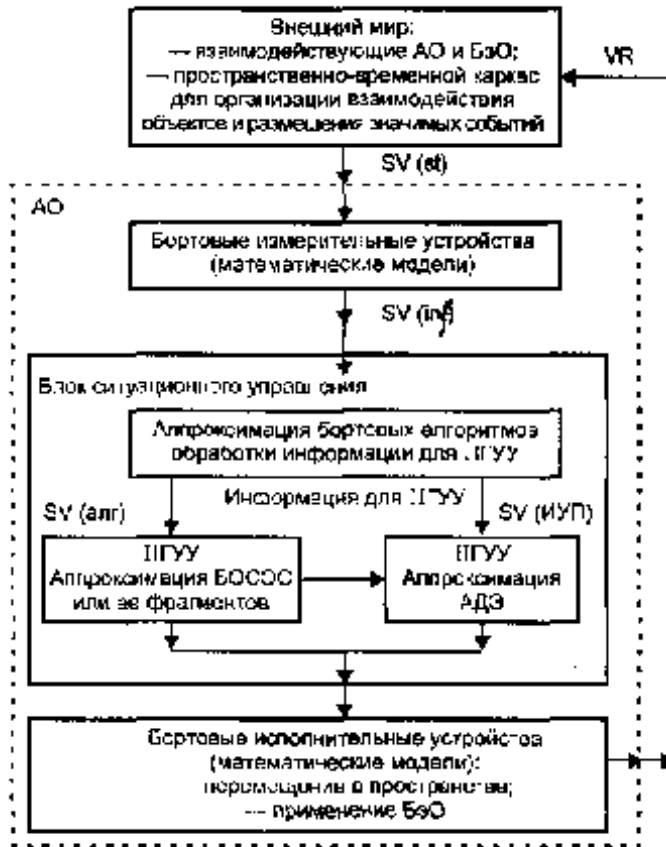 Внешний мир:
— взаимодействующие АО и БэО;
— пространственно-временной каркас
для организации взаимодействия
объектов и размещения значимых событий
VR
SV (st)
АО
Бортовые измерительные устройства
(математические модели)
SV (inf)
Блок ситуационного управления
Аппроксимация бортовых алгоритмов
обработки информации для ПГУУ
Информация для ПГУУ
SV (алг)
SV (ИУП)
ПГУУ
Аппроксимация БОСЭС
или ее фрагментов
ПГУУ
Аппроксимация
АДЭ
Бортовые исполнительные устройства
(математические модели):
перемещение в пространстве;
— применение БэО